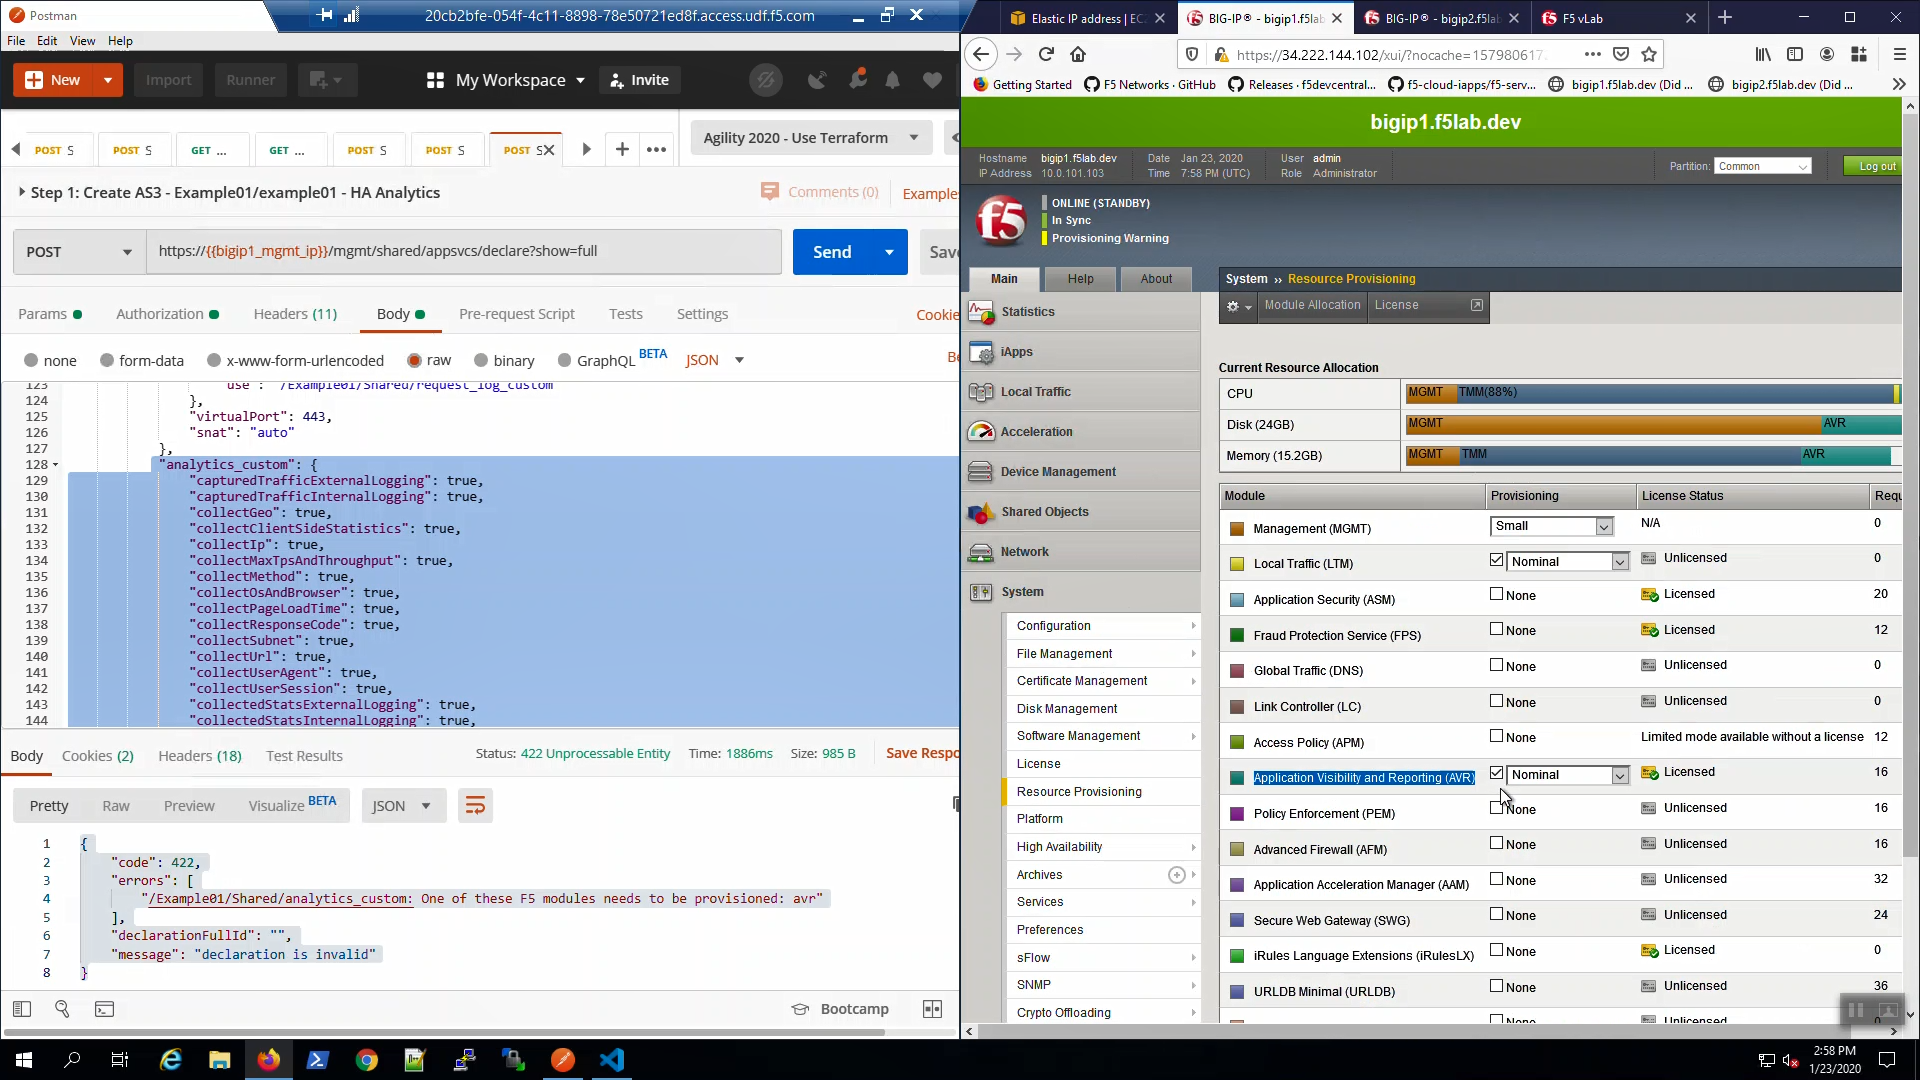 Postman
20cb2bfe-054f-4c11-8898-78e50721ed8f.access.udf.f5.com
File Edit View Help
New
Import
Runner
My Workspace
Invite
POST S
POST S
GET ...
GET ...
POST S
POST S
POST S
Agility 2020 - Use Terraform
Step 1: Create AS3 - Example01/example01 - HA Analytics
Comments (0)
Examples
POST
https://{{bigip1_mgmt_ip}}/mgmt/shared/appsvcs/declare?show=full
Send
Save
Params
Authorization
Headers (11)
Body
Pre-request Script
Tests
Settings
Cookie
none
form-data
x-www-form-urlencoded
raw
binary
GraphQL BETA
JSON
Be
123 use : "/Example01/Shared/request_log_custom
124 },
125 "virtualPort": 443,
126 "snat": "auto"
127 },
128 "analytics_custom": {
129 "capturedTrafficExternalLogging": true,
130 "capturedTrafficInternalLogging": true,
131 "collectGeo": true,
132 "collectClientSideStatistics": true,
133 "collectIp": true,
134 "collectMaxTpsAndThroughput": true,
135 "collectMethod": true,
136 "collectOsAndBrowser": true,
137 "collectPageLoadTime": true,
138 "collectResponseCode": true,
139 "collectSubnet": true,
140 "collectUrl": true,
141 "collectUserAgent": true,
142 "collectUserSession": true,
143 "collectedStatsExternalLogging": true,
144 "collectedStatsInternalLogging": true,
Body
Cookies (2)
Headers (18)
Test Results
Status: 422 Unprocessable Entity
Time: 1886ms
Size: 985 B
Save Respo
Pretty
Raw
Preview
Visualize BETA
JSON
1 {
2 "code": 422,
3 "errors": [
4 "/Example01/Shared/analytics_custom: One of these F5 modules needs to be provisioned: avr"
5 ],
6 "declarationFullId": "",
7 "message": "declaration is invalid"
8 }
Bootcamp
Elastic IP address | EC
BIG-IP® - bigip1.f5lab
BIG-IP® - bigip2.f5lab
F5 vLab
https://34.222.144.102/xui/?nocache=157980617
Getting Started
F5 Networks · GitHub
Releases · f5devcentral...
f5-cloud-iapps/f5-serv...
bigip1.f5lab.dev (Did ...
bigip2.f5lab.dev (Did ...
bigip1.f5lab.dev
Hostname bigip1.f5lab.dev Date Jan 23, 2020 User admin
IP Address 10.0.101.103 Time 7:58 PM (UTC) Role Administrator
Partition: Common
Log out
f5
ONLINE (STANDBY)
In Sync
Provisioning Warning
Main Help About
Statistics
iApps
Local Traffic
Acceleration
Device Management
Shared Objects
Network
System
Configuration
File Management
Certificate Management
Disk Management
Software Management
License
Resource Provisioning
Platform
High Availability
Archives
Services
Preferences
sFlow
SNMP
Crypto Offloading
System » Resource Provisioning
Module Allocation
License
Current Resource Allocation
CPU MGMT TMM(88%)
Disk (24GB) MGMT AVR
Memory (15.2GB) MGMT TMM AVR
Module Provisioning License Status Requ
Management (MGMT) Small N/A 0
Local Traffic (LTM) Nominal Unlicensed 0
Application Security (ASM) None Licensed 20
Fraud Protection Service (FPS) None Licensed 12
Global Traffic (DNS) None Unlicensed 0
Link Controller (LC) None Unlicensed 0
Access Policy (APM) None Limited mode available without a license 12
Application Visibility and Reporting (AVR) Nominal Licensed 16
Policy Enforcement (PEM) None Unlicensed 16
Advanced Firewall (AFM) None Unlicensed 16
Application Acceleration Manager (AAM) None Unlicensed 32
Secure Web Gateway (SWG) None Unlicensed 24
iRules Language Extensions (iRulesLX) None Licensed 0
URLDB Minimal (URLDB) None Unlicensed 36
None Unlicensed 0
2:58 PM
1/23/2020